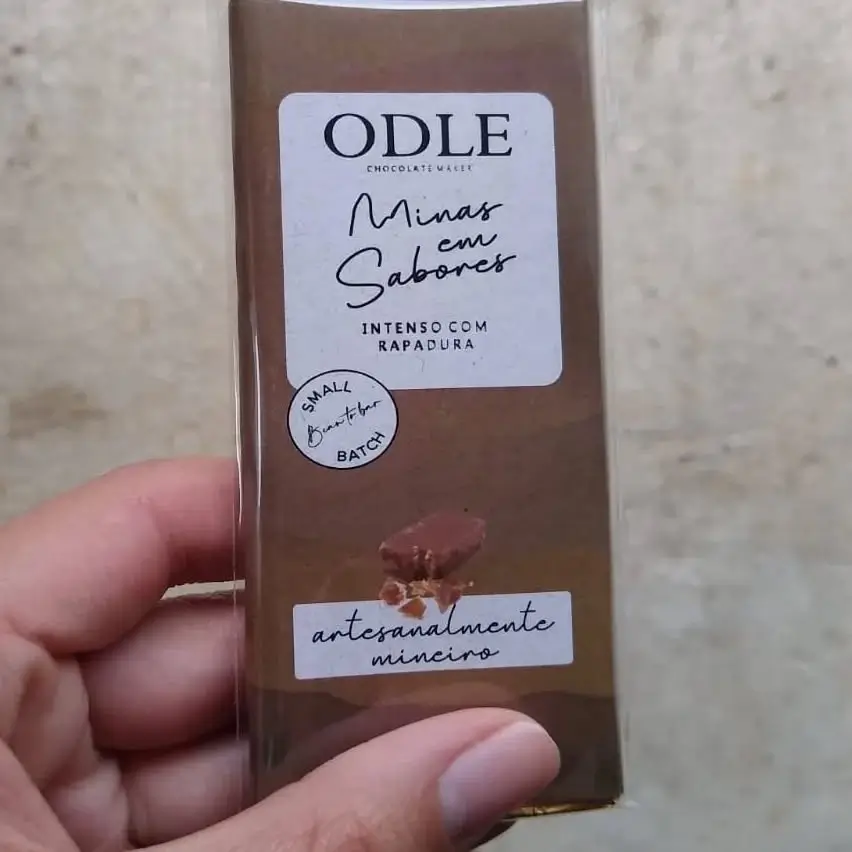 ODLE
CHOCOLATE MAKER
Minas
em
Sabores
INTENSO COM
RAPADURA
SMALL
Bean to bar
BATCH
artesanalmente
mineiro